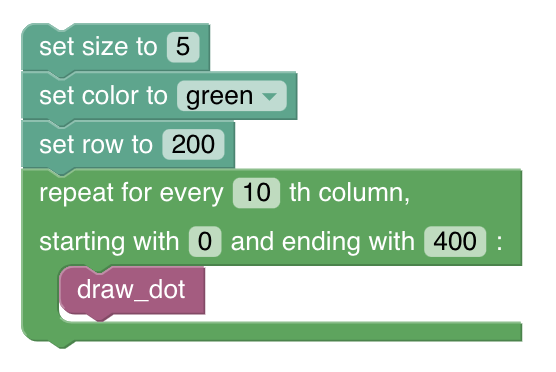 set size to 5
set color to green
set row to 200
repeat for every 10 th column,
starting with 0 and ending with 400 :
draw_dot